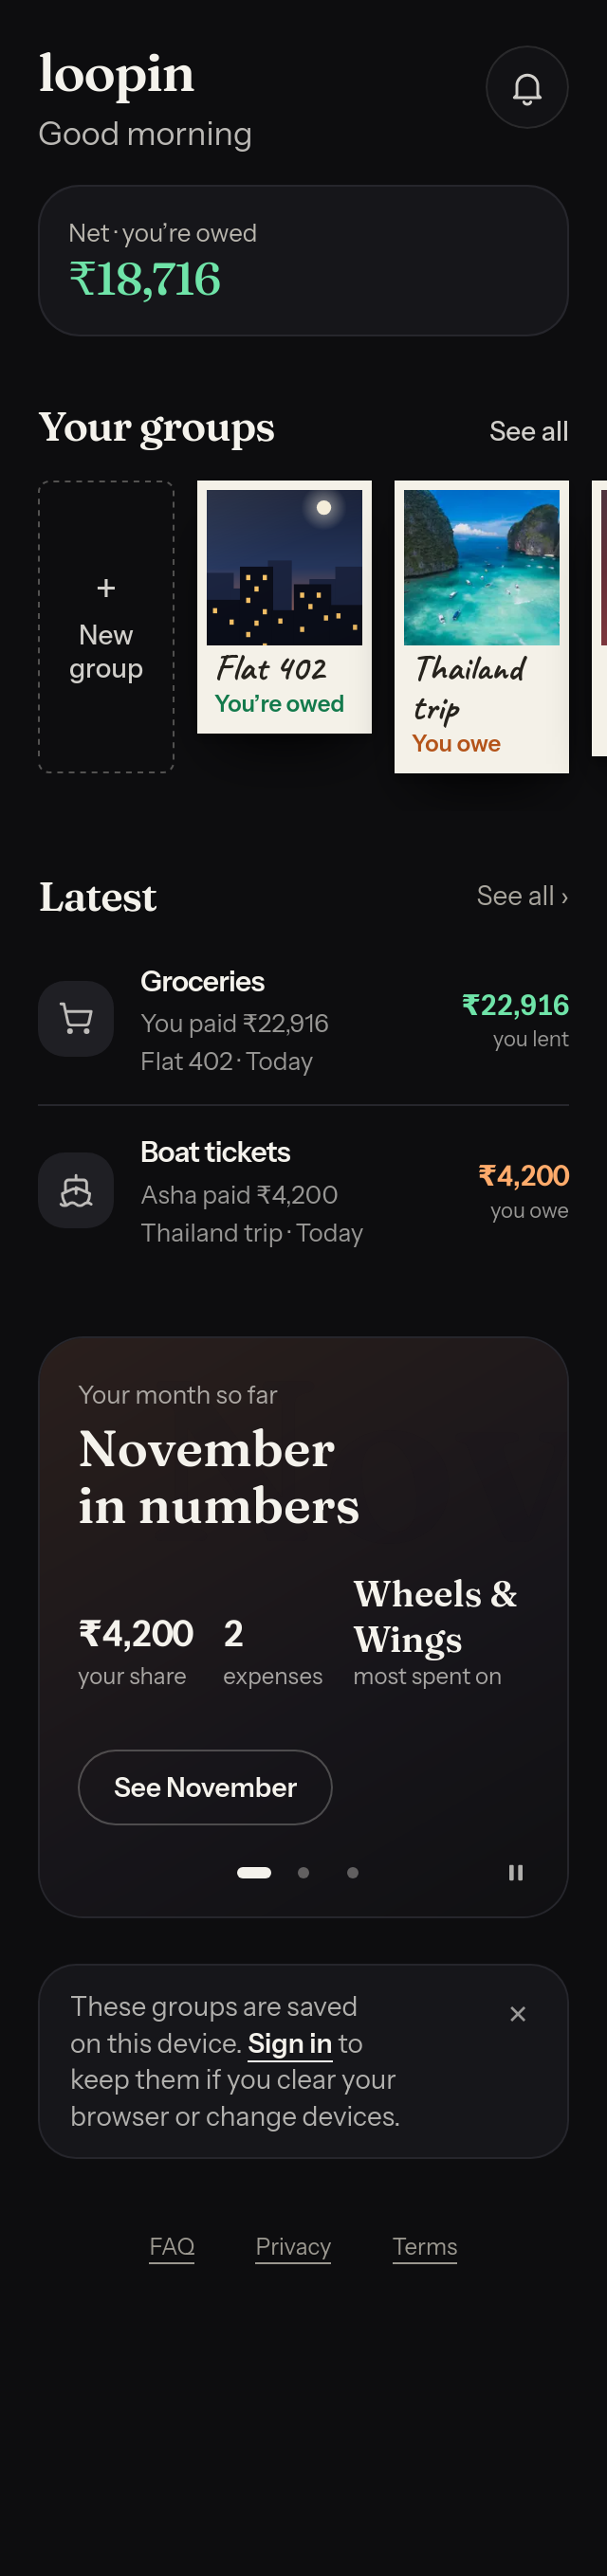 loopin
Good morning
Net · you’re owed
₹18,716
Your groups
See all
+
New
group
Flat 402
You’re owed
Thailand
trip
You owe
Latest
See all ›
Groceries
You paid ₹22,916
Flat 402 · Today
₹22,916
you lent
Boat tickets
Asha paid ₹4,200
Thailand trip · Today
₹4,200
you owe
Your month so far
November
in numbers
₹4,200
your share
2
expenses
Wheels &
Wings
most spent on
See November
These groups are saved
on this device. Sign in to
keep them if you clear your
browser or change devices.
FAQ
Privacy
Terms